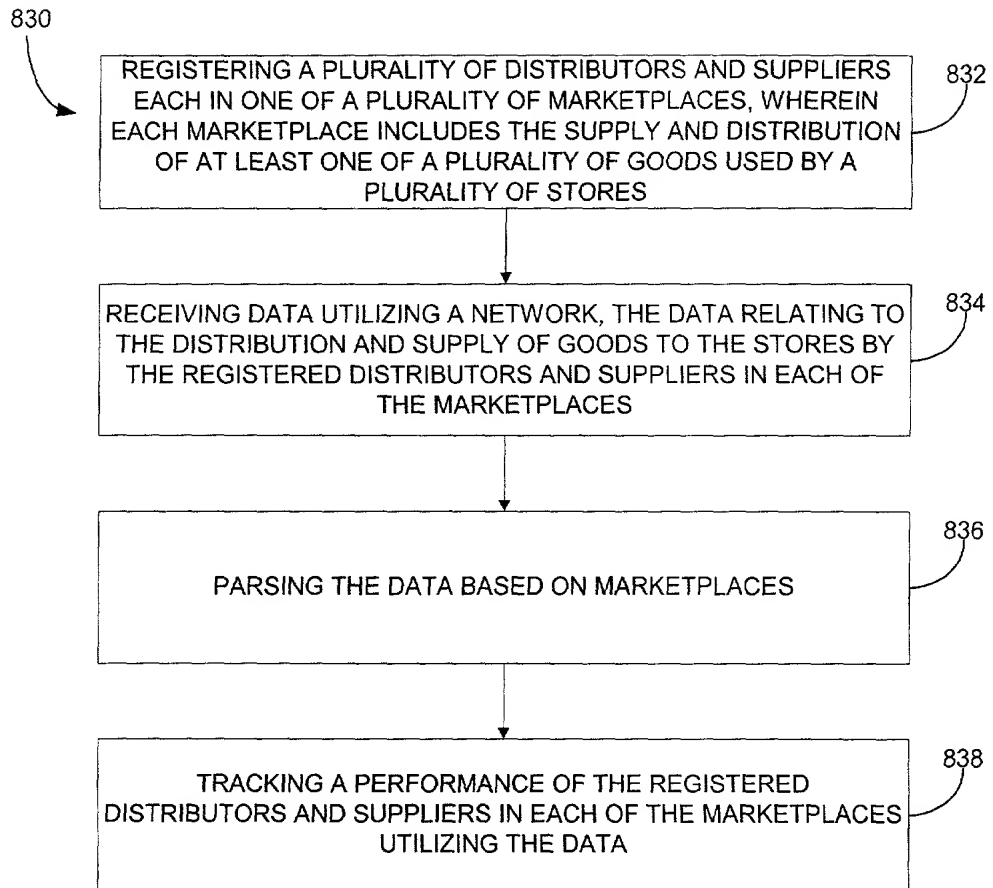 830
REGISTERING A PLURALITY OF DISTRIBUTORS AND SUPPLIERS
EACH IN ONE OF A PLURALITY OF MARKETPLACES, WHEREIN
EACH MARKETPLACE INCLUDES THE SUPPLY AND DISTRIBUTION
OF AT LEAST ONE OF A PLURALITY OF GOODS USED BY A
PLURALITY OF STORES
832
RECEIVING DATA UTILIZING A NETWORK, THE DATA RELATING TO
THE DISTRIBUTION AND SUPPLY OF GOODS TO THE STORES BY
THE REGISTERED DISTRIBUTORS AND SUPPLIERS IN EACH OF
THE MARKETPLACES
834
PARSING THE DATA BASED ON MARKETPLACES
836
TRACKING A PERFORMANCE OF THE REGISTERED
DISTRIBUTORS AND SUPPLIERS IN EACH OF THE MARKETPLACES
UTILIZING THE DATA
838